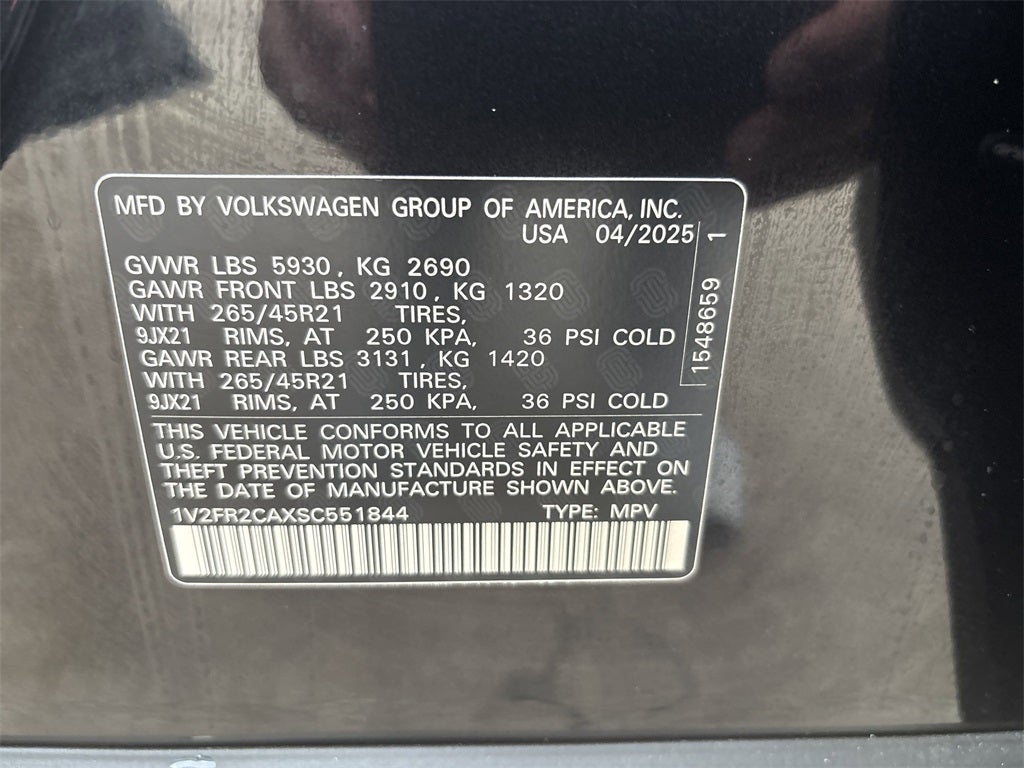 MFD BY VOLKSWAGEN GROUP OF AMERICA, INC.
USA 04/2025
GVWR LBS 5930, KG 2690
GAWR FRONT LBS 2910, KG 1320
WITH 265/45R21 TIRES,
9JX21 RIMS, AT 250 KPA, 36 PSI COLD
GAWR REAR LBS 3131, KG 1420
WITH 265/45R21 TIRES,
9JX21 RIMS, AT 250 KPA, 36 PSI COLD
THIS VEHICLE CONFORMS TO ALL APPLICABLE
U.S. FEDERAL MOTOR VEHICLE SAFETY AND
THEFT PREVENTION STANDARDS IN EFFECT ON
THE DATE OF MANUFACTURE SHOWN ABOVE.
1V2FR2CAXSC551844 TYPE: MPV
1548659 1